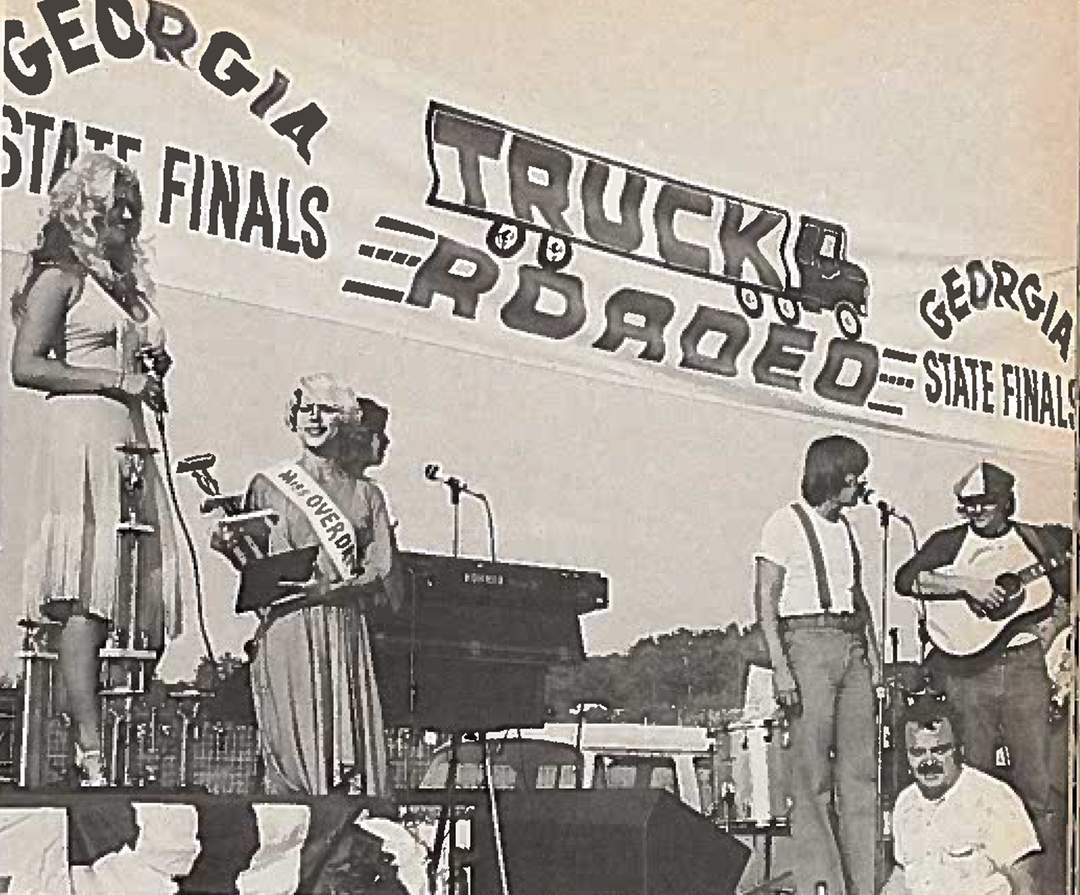 GEORGIA
STATE FINALS
TRUCK
ROADEO
GEORGIA
STATE FINALS
Miss OVERDR